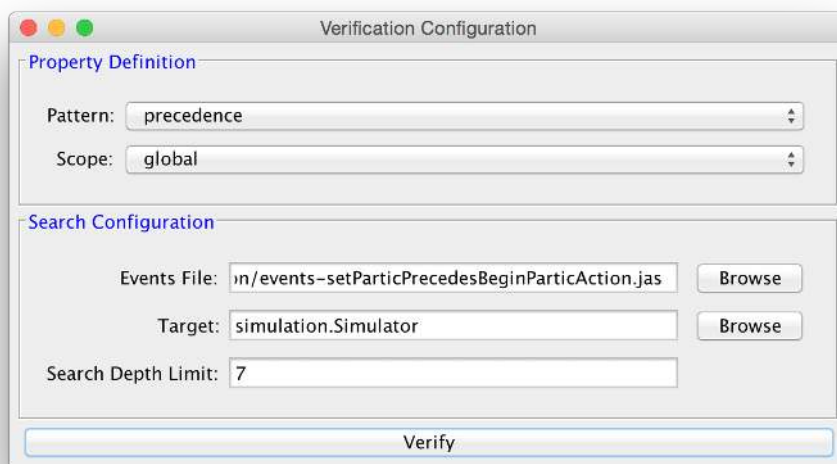 Verification Configuration
Property Definition
Pattern: precedence
Scope: global
Search Configuration
Events File: on/events-setParticPrecedesBeginParticAction.jas Browse
Target: simulation.Simulator Browse
Search Depth Limit: 7
Verify